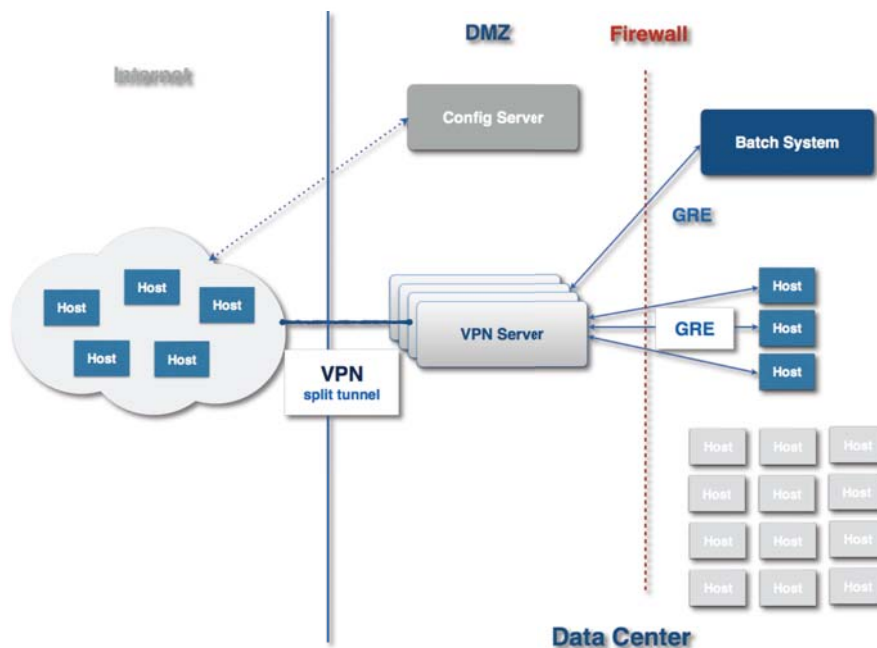 DMZ
Firewall
Internet
Config Server
Batch System
GRE
Host
Host
Host
Host
Host
VPN Server
VPN
split tunnel
GRE
Host
Host
Host
Host Host Host
Host Host Host
Host Host Host
Host Host Host
Data Center